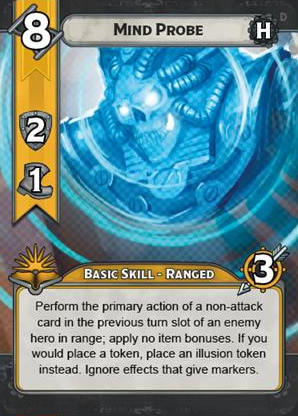 8
MIND PROBE
H
D
2
1
BASIC SKILL - RANGED
3
Perform the primary action of a non-attack
card in the previous turn slot of an enemy
hero in range; apply no item bonuses. If you
would place a token, place an illusion token
instead. Ignore effects that give markers.